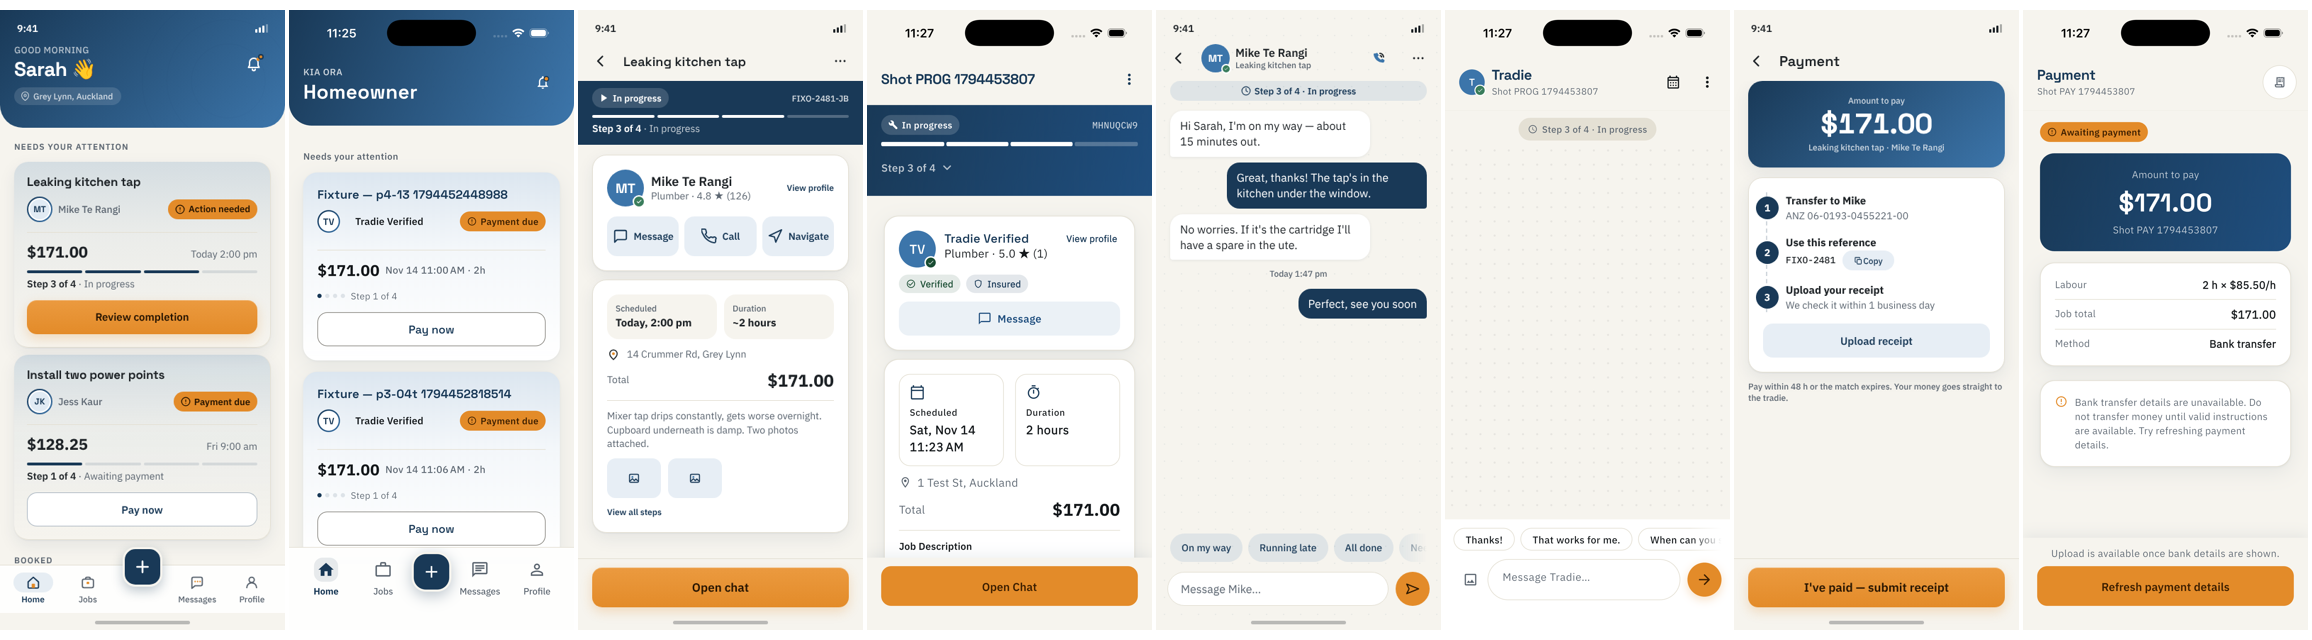 9:41
GOOD MORNING
Sarah 👋
Grey Lynn, Auckland
NEEDS YOUR ATTENTION
Leaking kitchen tap
MT
Mike Te Rangi
Action needed
$171.00
Today 2:00 pm
Step 3 of 4 · In progress
Review completion
Install two power points
JK
Jess Kaur
Payment due
$128.25
Fri 9:00 am
Step 1 of 4 · Awaiting payment
Pay now
BOOKED
Home
Jobs
Messages
Profile
11:25
KIA ORA
Homeowner
Needs your attention
Fixture — p4-13 1794452448988
TV
Tradie Verified
Payment due
$171.00 Nov 14 11:00 AM · 2h
Step 1 of 4
Pay now
Fixture — p3-04t 1794452818514
TV
Tradie Verified
Payment due
$171.00 Nov 14 11:06 AM · 2h
Step 1 of 4
Pay now
Home
Jobs
Messages
Profile
9:41
Leaking kitchen tap
In progress
FIXO-2481-JB
Step 3 of 4 · In progress
MT
Mike Te Rangi
Plumber · 4.8 ★ (126)
View profile
Message
Call
Navigate
Scheduled
Today, 2:00 pm
Duration
~2 hours
14 Crummer Rd, Grey Lynn
Total
$171.00
Mixer tap drips constantly, gets worse overnight.
Cupboard underneath is damp. Two photos
attached.
View all steps
Open chat
11:27
Shot PROG 1794453807
In progress
MHNUQCW9
Step 3 of 4
TV
Tradie Verified
Plumber · 5.0 ★ (1)
View profile
Verified
Insured
Message
Scheduled
Sat, Nov 14
11:23 AM
Duration
2 hours
1 Test St, Auckland
Total
$171.00
Job Description
Open Chat
9:41
MT
Mike Te Rangi
Leaking kitchen tap
Step 3 of 4 · In progress
Hi Sarah, I'm on my way — about
15 minutes out.
Great, thanks! The tap's in the
kitchen under the window.
No worries. If it's the cartridge I'll
have a spare in the ute.
Today 1:47 pm
Perfect, see you soon
On my way
Running late
All done
Message Mike...
11:27
T
Tradie
Shot PROG 1794453807
Step 3 of 4 · In progress
Thanks!
That works for me.
When can you
Message Tradie...
9:41
Payment
Amount to pay
$171.00
Leaking kitchen tap · Mike Te Rangi
1
Transfer to Mike
ANZ 06-0193-0455221-00
2
Use this reference
FIXO-2481
Copy
3
Upload your receipt
We check it within 1 business day
Upload receipt
Pay within 48 h or the match expires. Your money goes straight to
the tradie.
I've paid — submit receipt
11:27
Payment
Shot PAY 1794453807
Awaiting payment
Amount to pay
$171.00
Shot PAY 1794453807
Labour
2 h × $85.50/h
Job total
$171.00
Method
Bank transfer
Bank transfer details are unavailable. Do
not transfer money until valid instructions
are available. Try refreshing payment
details.
Upload is available once bank details are shown.
Refresh payment details